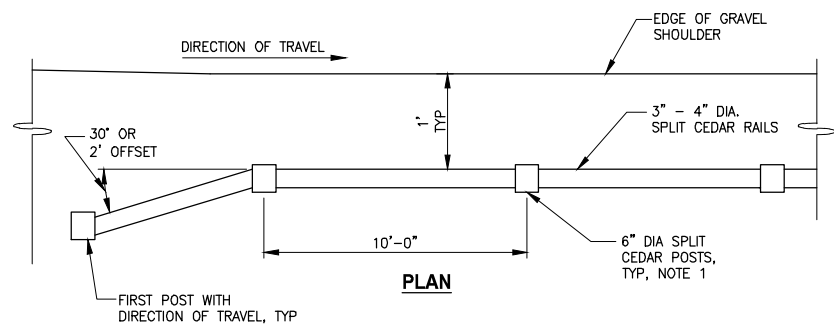 EDGE OF GRAVEL
SHOULDER
DIRECTION OF TRAVEL
1'
TYP
3" - 4" DIA.
SPLIT CEDAR RAILS
30° OR
2' OFFSET
10'-0"
6" DIA SPLIT
CEDAR POSTS,
TYP, NOTE 1
PLAN
FIRST POST WITH
DIRECTION OF TRAVEL, TYP